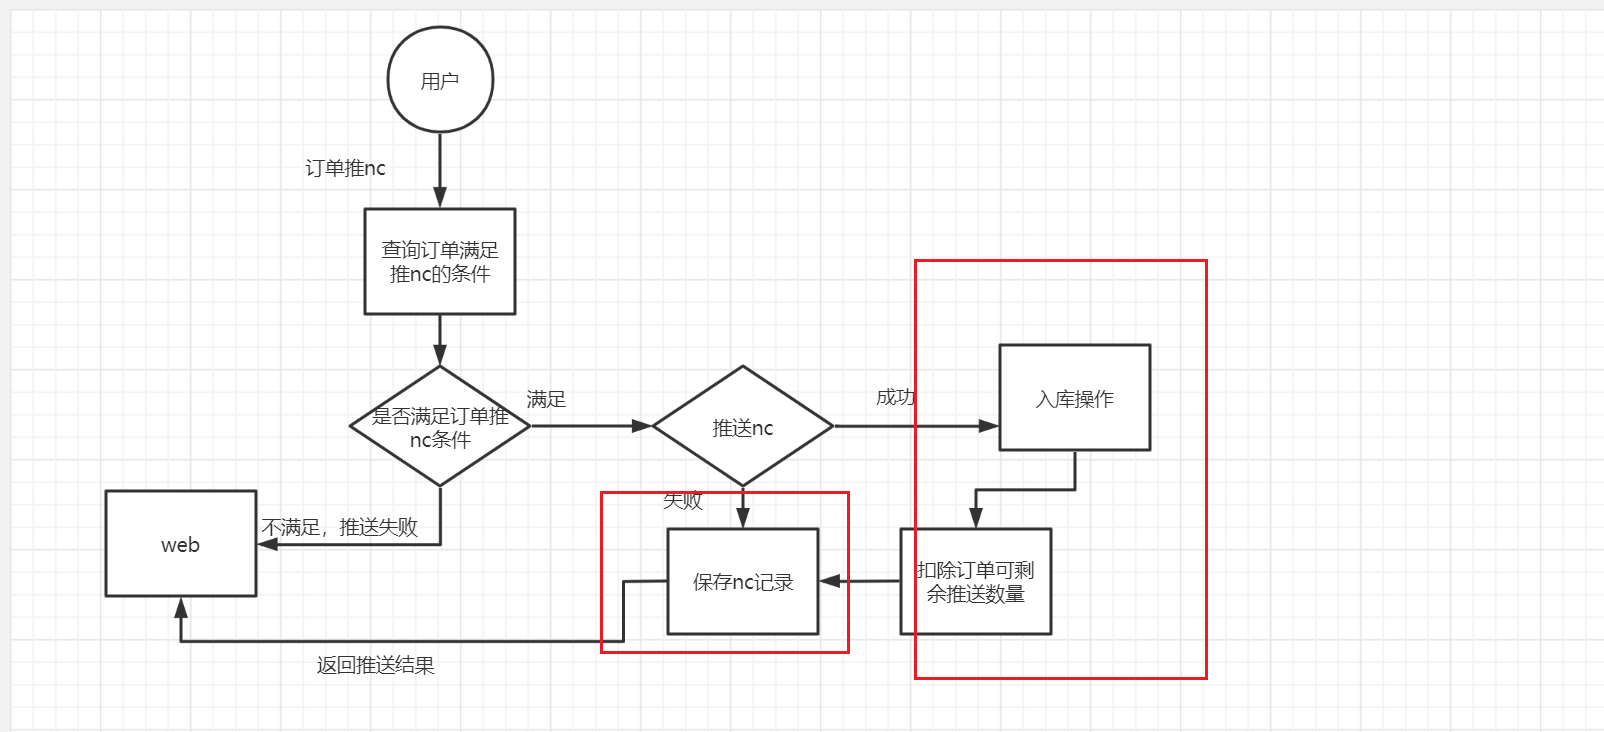 用户
订单推nc
查询订单满足
推nc的条件
是否满足订单推
nc条件
满足
推送nc
成功
入库操作
失败
不满足，推送失败
web
保存nc记录
扣除订单可剩
余推送数量
返回推送结果